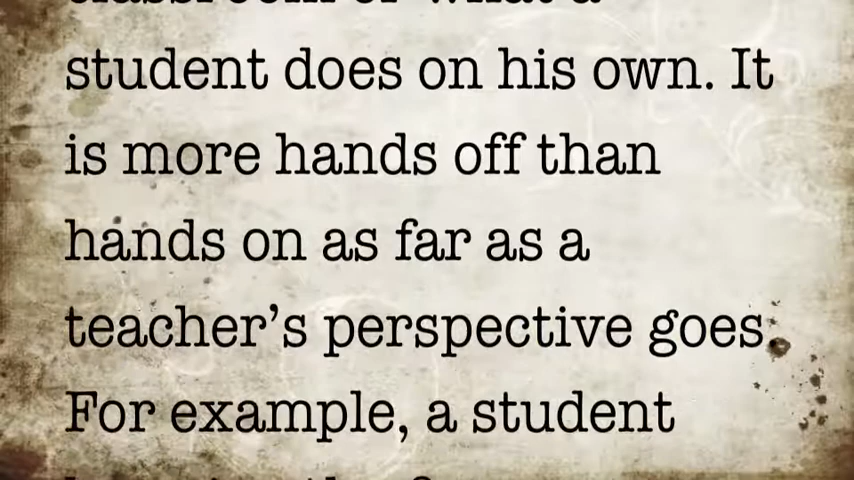 student does on his own. It
is more hands off than
hands on as far as a
teacher's perspective goes.
For example, a student